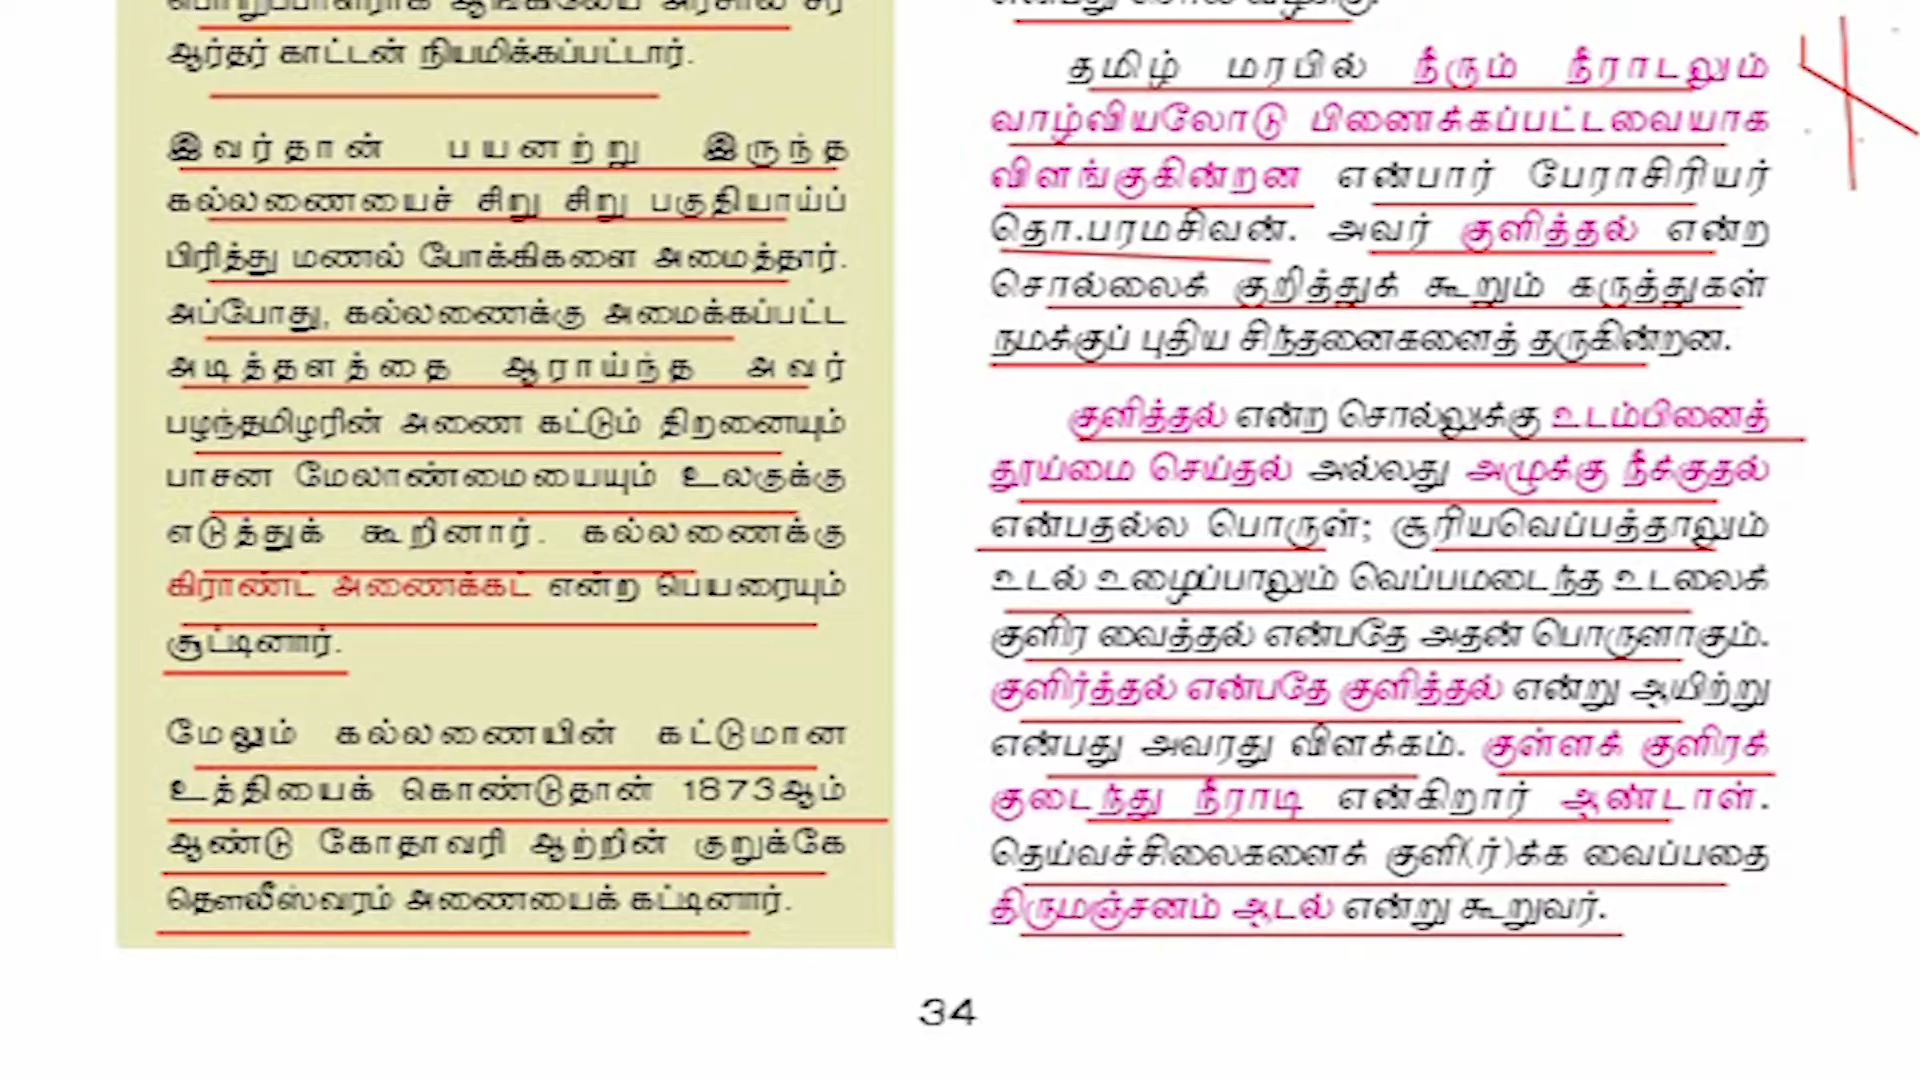 ஆர்தர் காட்டன் நியமிக்கப்பட்டார்.
இவர்தான் பயனற்று இருந்த
கல்லணையைச் சிறு சிறு பகுதியாய்ப்
பிரித்து மணல் போக்கிகளை அமைத்தார்.
அப்போது, கல்லணைக்கு அமைக்கப்பட்ட
அடித்தளத்தை ஆராய்ந்த அவர்
பழந்தமிழரின் அணை கட்டும் திறனையும்
பாசன மேலாண்மையையும் உலகுக்கு
எடுத்துக் கூறினார். கல்லணைக்கு
கிராண்ட் அணைக்கட் என்ற பெயரையும்
சூட்டினார்.
மேலும் கல்லணையின் கட்டுமான
உத்தியைக் கொண்டுதான் 1873ஆம்
ஆண்டு கோதாவரி ஆற்றின் குறுக்கே
தௌலீஸ்வரம் அணையைக் கட்டினார்.
தமிழ் மரபில் நீரும் நீராடலும்
வாழ்வியலோடு பிணைக்கப்பட்டவையாக
விளங்குகின்றன என்பார் பேராசிரியர்
தொ.பரமசிவன். அவர் குளித்தல் என்ற
சொல்லைக் குறித்துக் கூறும் கருத்துகள்
நமக்குப் புதிய சிந்தனைகளைத் தருகின்றன.
குளித்தல் என்ற சொல்லுக்கு உடம்பினைத்
தூய்மை செய்தல் அல்லது அழுக்கு நீக்குதல்
என்பதல்ல பொருள்; சூரியவெப்பத்தாலும்
உடல் உழைப்பாலும் வெப்பமடைந்த உடலைக்
குளிர வைத்தல் என்பதே அதன் பொருளாகும்.
குளிர்த்தல் என்பதே குளித்தல் என்று ஆயிற்று
என்பது அவரது விளக்கம். குள்ளக் குளிரக்
குடைந்து நீராடி என்கிறார் ஆண்டாள்.
தெய்வச்சிலைகளைக் குளி(ர்)க்க வைப்பதை
திருமஞ்சனம் ஆடல் என்று கூறுவர்.
34